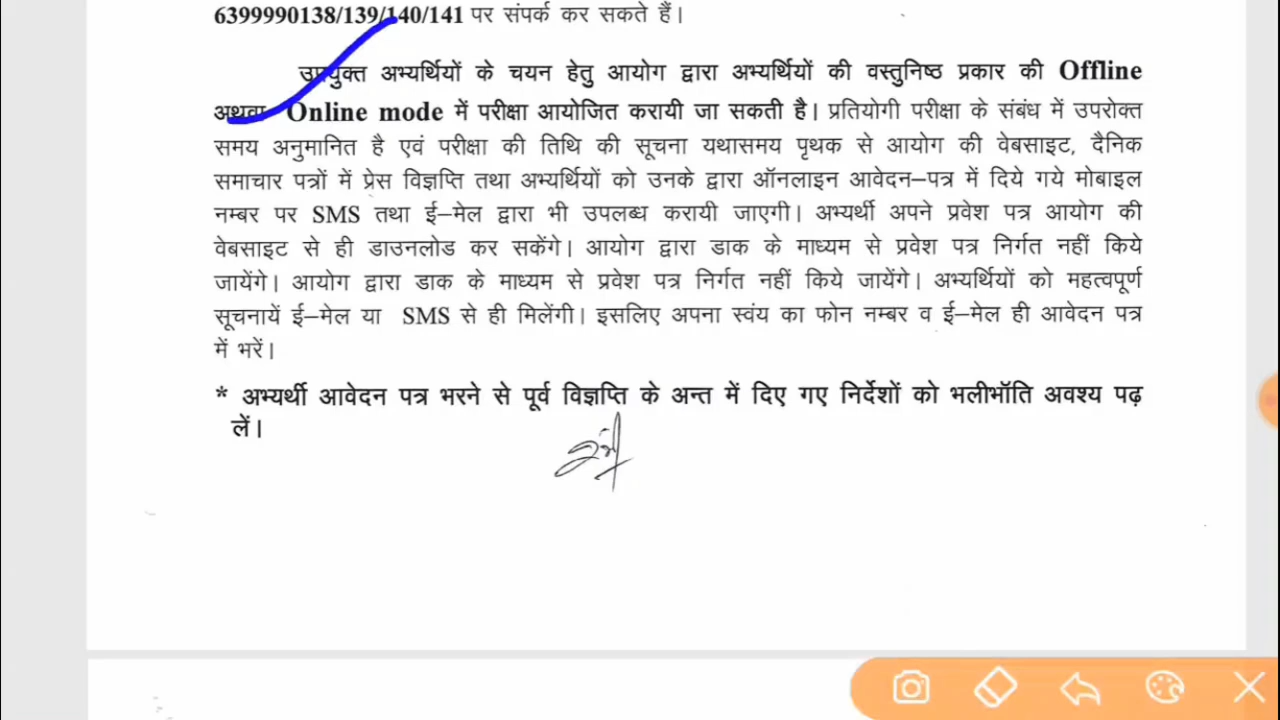 6399990138/139/140/141 पर संपर्क कर सकते हैं।
उपयुक्त अभ्यर्थियों के चयन हेतु आयोग द्वारा अभ्यर्थियों की वस्तुनिष्ठ प्रकार की Offline
अथवा Online mode में परीक्षा आयोजित करायी जा सकती है। प्रतियोगी परीक्षा के संबंध में उपरोक्त
समय अनुमानित है एवं परीक्षा की तिथि की सूचना यथासमय पृथक से आयोग की वेबसाइट, दैनिक
समाचार पत्रों में प्रेस विज्ञप्ति तथा अभ्यर्थियों को उनके द्वारा ऑनलाइन आवेदन–पत्र में दिये गये मोबाइल
नम्बर पर SMS तथा ई–मेल द्वारा भी उपलब्ध करायी जाएगी। अभ्यर्थी अपने प्रवेश पत्र आयोग की
वेबसाइट से ही डाउनलोड कर सकेंगे। आयोग द्वारा डाक के माध्यम से प्रवेश पत्र निर्गत नहीं किये
जायेंगे। आयोग द्वारा डाक के माध्यम से प्रवेश पत्र निर्गत नहीं किये जायेंगे। अभ्यर्थियों को महत्वपूर्ण
सूचनायें ई–मेल या SMS से ही मिलेंगी। इसलिए अपना स्वंय का फोन नम्बर व ई–मेल ही आवेदन पत्र
में भरें।
* अभ्यर्थी आवेदन पत्र भरने से पूर्व विज्ञप्ति के अन्त में दिए गए निर्देशों को भलीभॉति अवश्य पढ़
लें।